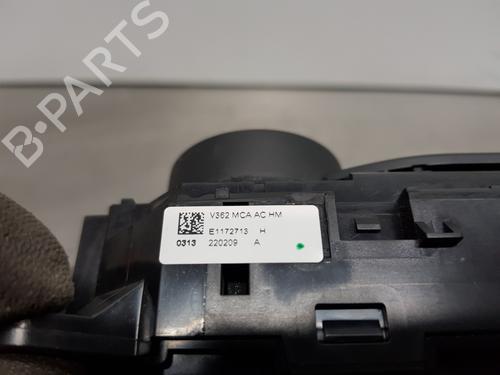 B-PARTS
V362 MCA AC HM
E1172713 H
0313 220209 A